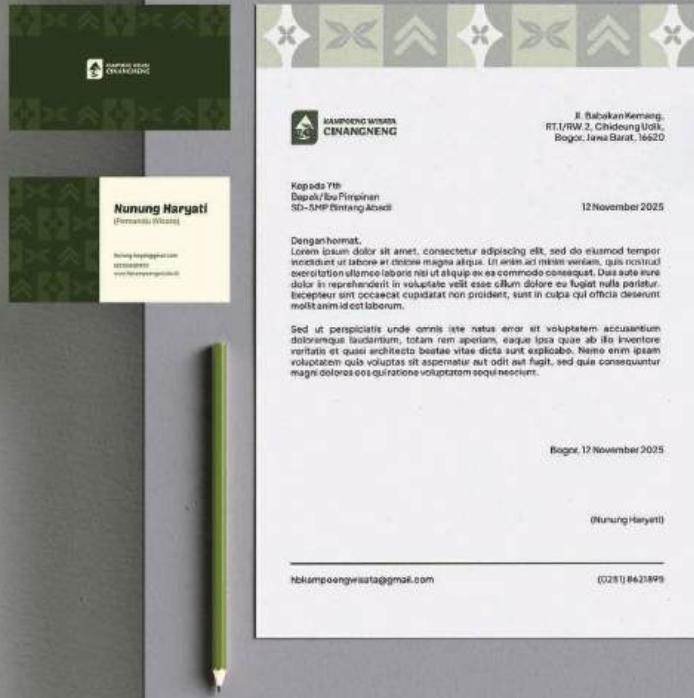 KAMPOENG WISATA
CINANGNENG
Nunung Haryati
(Pemandu Wisata)
KAMPOENG WISATA
CINANGNENG
Jl. Babakan Kemang,
RT.1/RW.2, Cihideung Udik,
Bogor, Jawa Barat, 16620
Kepada Yth
Bapak/Ibu Pimpinan
SD-SMP Bintang Abadi
12 November 2025
Dengan hormat,
Lorem ipsum dolor sit amet, consectetur adipiscing elit, sed do eiusmod tempor
incididunt ut labore et dolore magna aliqua. Ut enim ad minim veniam, quis nostrud
exercitation ullamco laboris nisi ut aliquip ex ea commodo consequat. Duis aute irure
dolor in reprehenderit in voluptate velit esse cillum dolore eu fugiat nulla pariatur.
Excepteur sint occaecat cupidatat non proident, sunt in culpa qui officia deserunt
mollit anim id est laborum.
Sed ut perspiciatis unde omnis iste natus error sit voluptatem accusantium
doloremque laudantium, totam rem aperiam, eaque ipsa quae ab illo inventore
veritatis et quasi architecto beatae vitae dicta sunt explicabo. Nemo enim ipsam
voluptatem quia voluptas sit aspernatur aut odit aut fugit, sed quia consequuntur
magni dolores eos qui ratione voluptatem sequi nesciunt.
Bogor, 12 November 2025
(Nunung Haryati)
hbkampoengwisata@gmail.com
(0251) 8621895